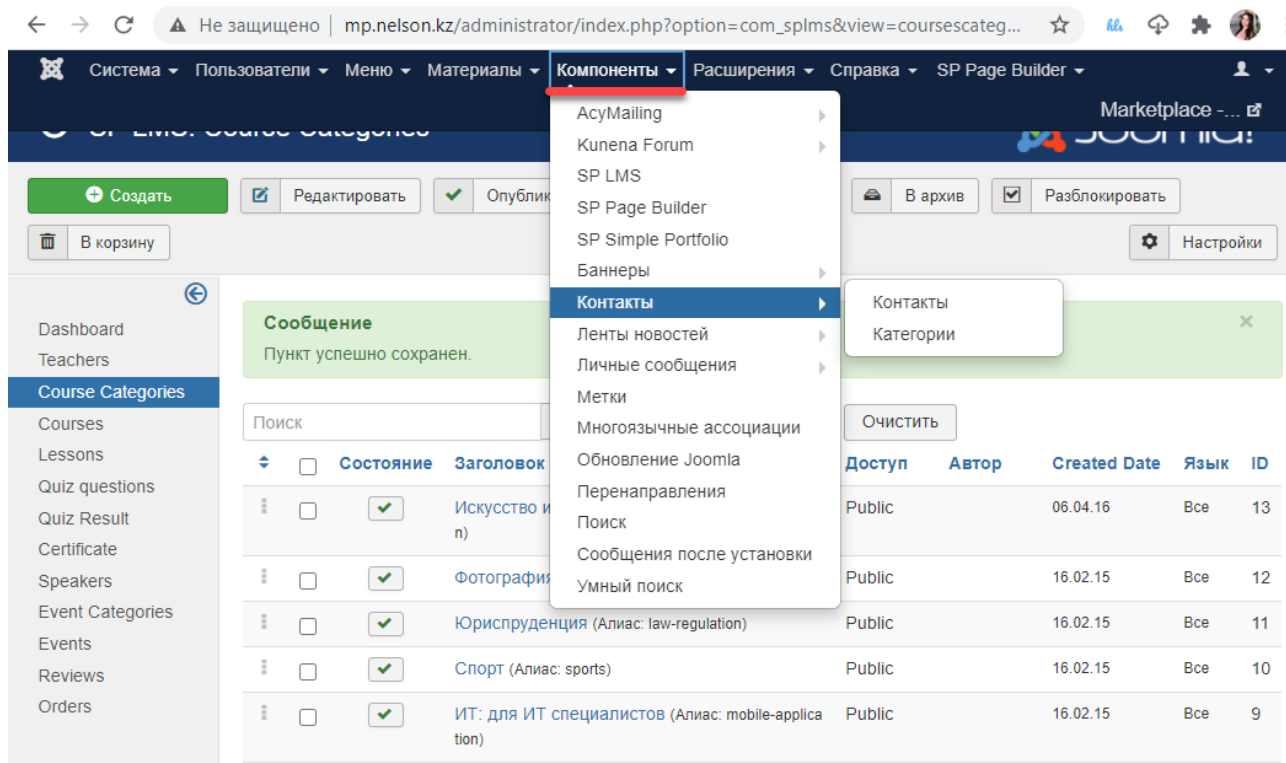 Не защищено | mp.nelson.kz/administrator/index.php?option=com_splms&view=coursescateg...
Система Пользователи Меню Материалы Компоненты Расширения Справка SP Page Builder
Marketplace -...
SP LMS: Course Categories
Joomla!
AcyMailing
Kunena Forum
SP LMS
SP Page Builder
SP Simple Portfolio
Баннеры
Контакты
Ленты новостей
Личные сообщения
Метки
Многоязычные ассоциации
Обновление Joomla
Перенаправления
Поиск
Сообщения после установки
Умный поиск
Контакты
Категории
Создать Редактировать Опублик В архив Разблокировать
В корзину Настройки
Dashboard
Teachers
Course Categories
Courses
Lessons
Quiz questions
Quiz Result
Certificate
Speakers
Event Categories
Events
Reviews
Orders
Сообщение
Пункт успешно сохранен.
Поиск Очистить
Состояние Заголовок Доступ Автор Created Date Язык ID
Искусство и Public 06.04.16 Все 13
n)
Фотография Public 16.02.15 Все 12
Юриспруденция (Алиас: law-regulation) Public 16.02.15 Все 11
Спорт (Алиас: sports) Public 16.02.15 Все 10
ИТ: для ИТ специалистов (Алиас: mobile-applica Public 16.02.15 Все 9
tion)